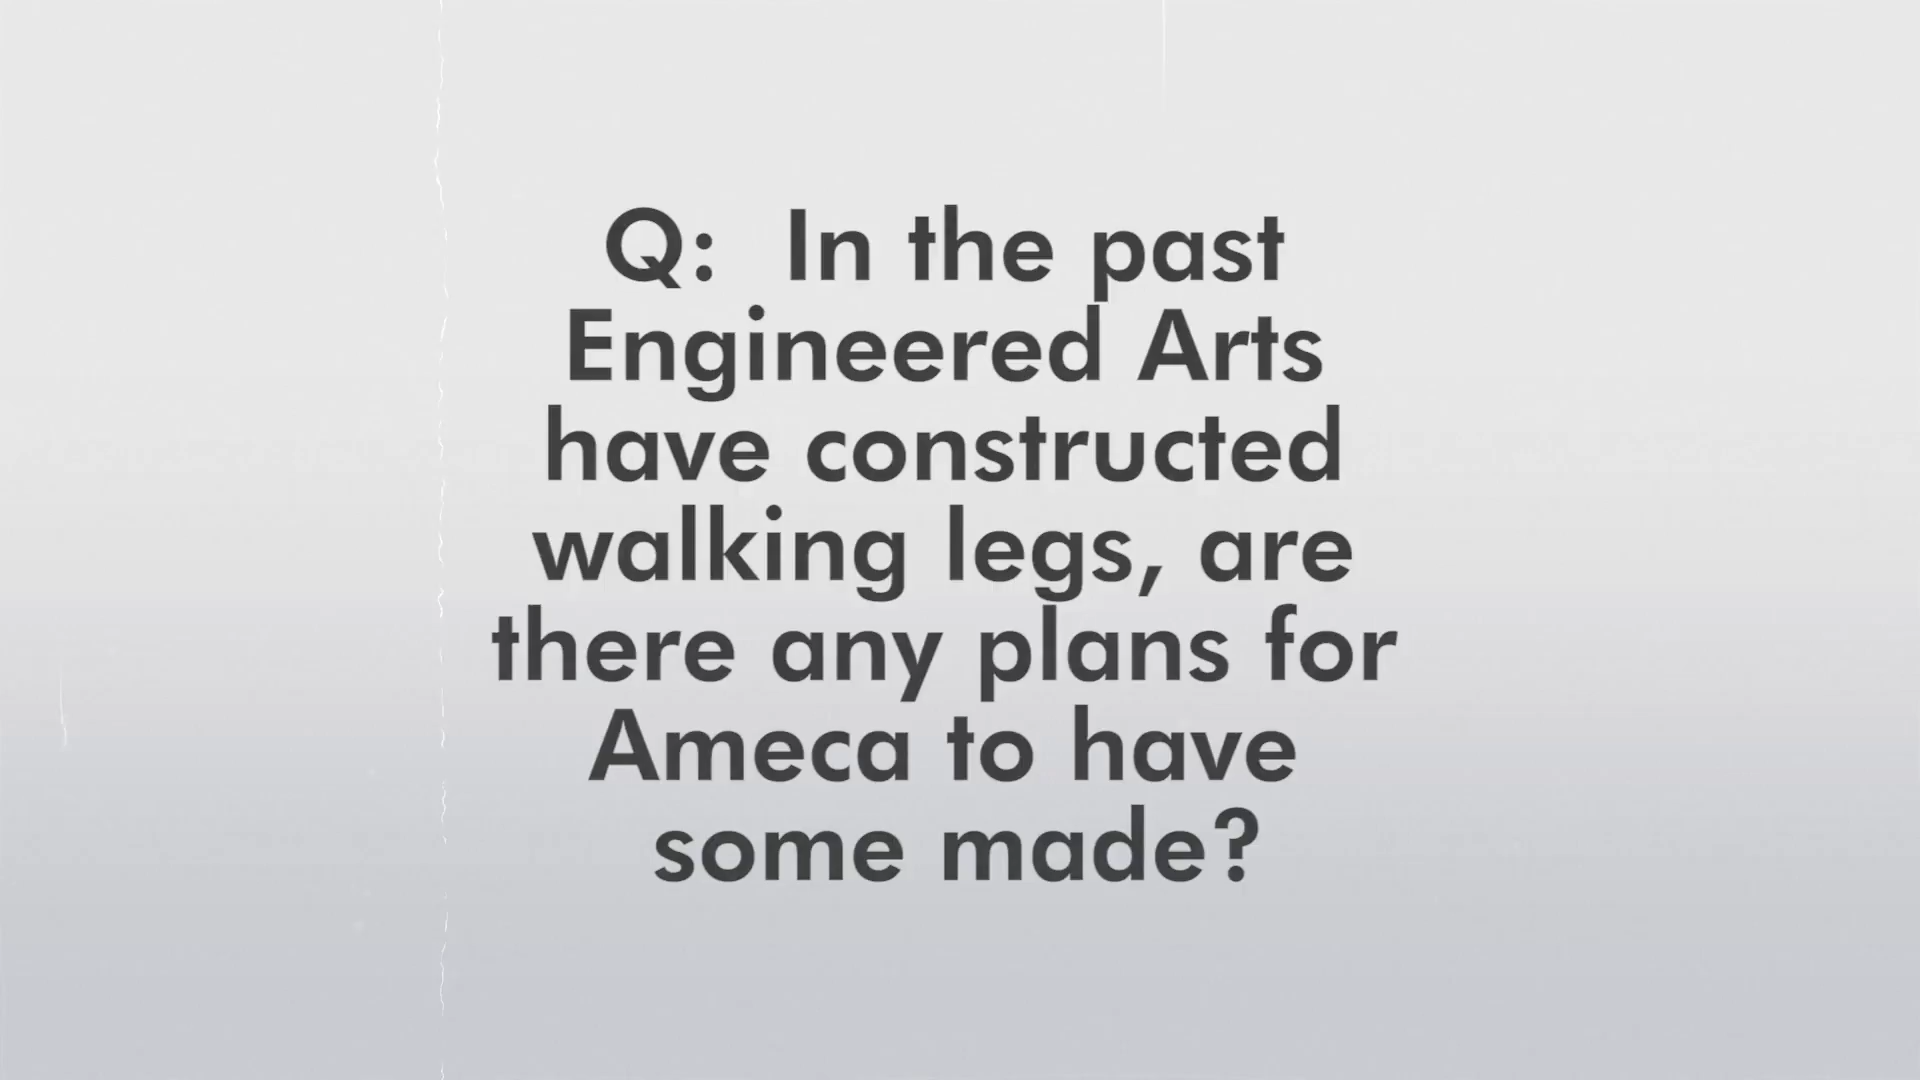 Q:  In the past
Engineered Arts
have constructed
walking legs, are
there any plans for
Ameca to have
some made?